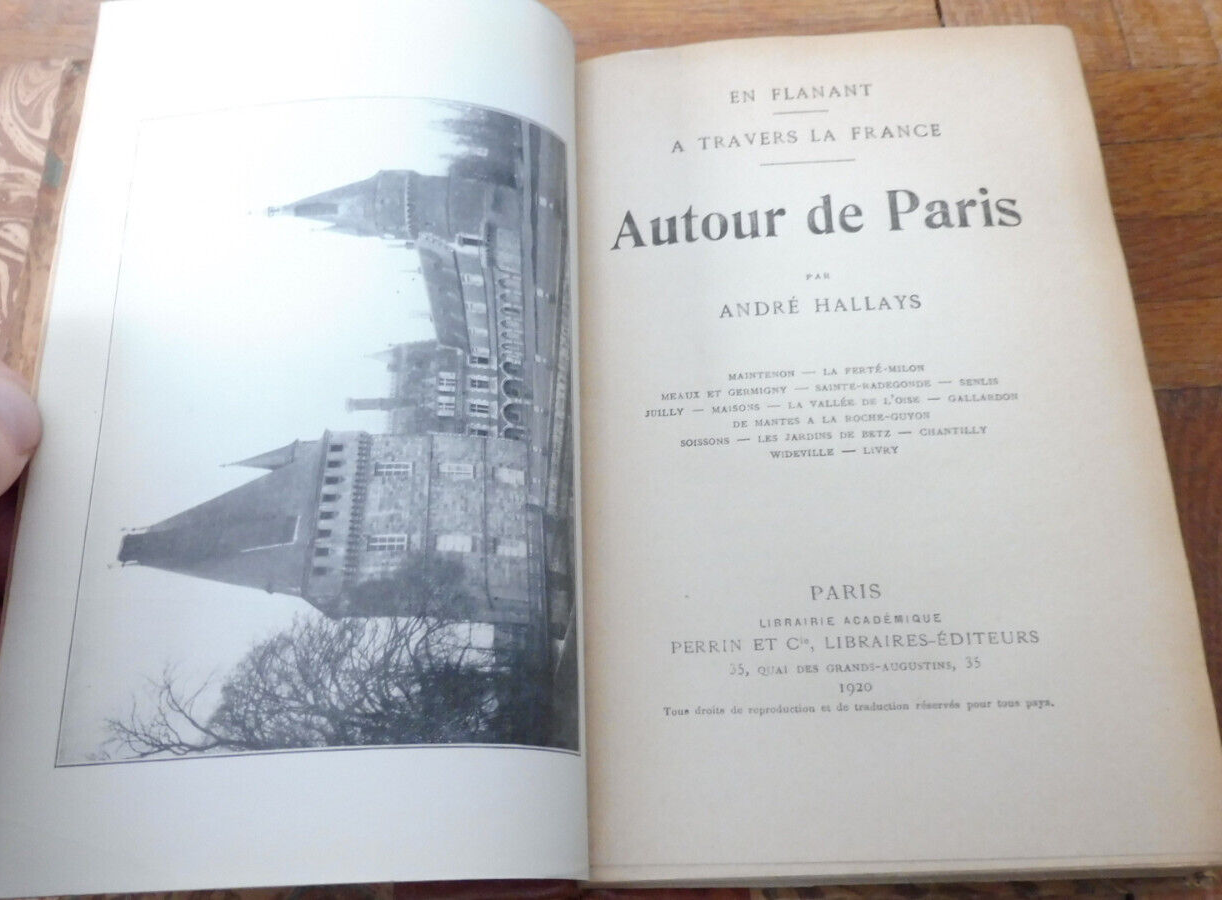 EN FLANANT
A TRAVERS LA FRANCE
Autour de Paris
PAR
ANDRÉ HALLAYS
MAINTENON — LA FERTÉ-MILON
MEAUX ET GERMIGNY — SAINTE-RADEGONDE — SENLIS
JUILLY — MAISONS — LA VALLÉE DE L'OISE — GALLARDON
DE MANTES A LA ROCHE-GUYON
SOISSONS — LES JARDINS DE BETZ — CHANTILLY
WIDEVILLE — LIVRY
PARIS
LIBRAIRIE ACADÉMIQUE
PERRIN ET Cie, LIBRAIRES-ÉDITEURS
35, QUAI DES GRANDS-AUGUSTINS, 35
1920
Tous droits de reproduction et de traduction réservés pour tous pays.